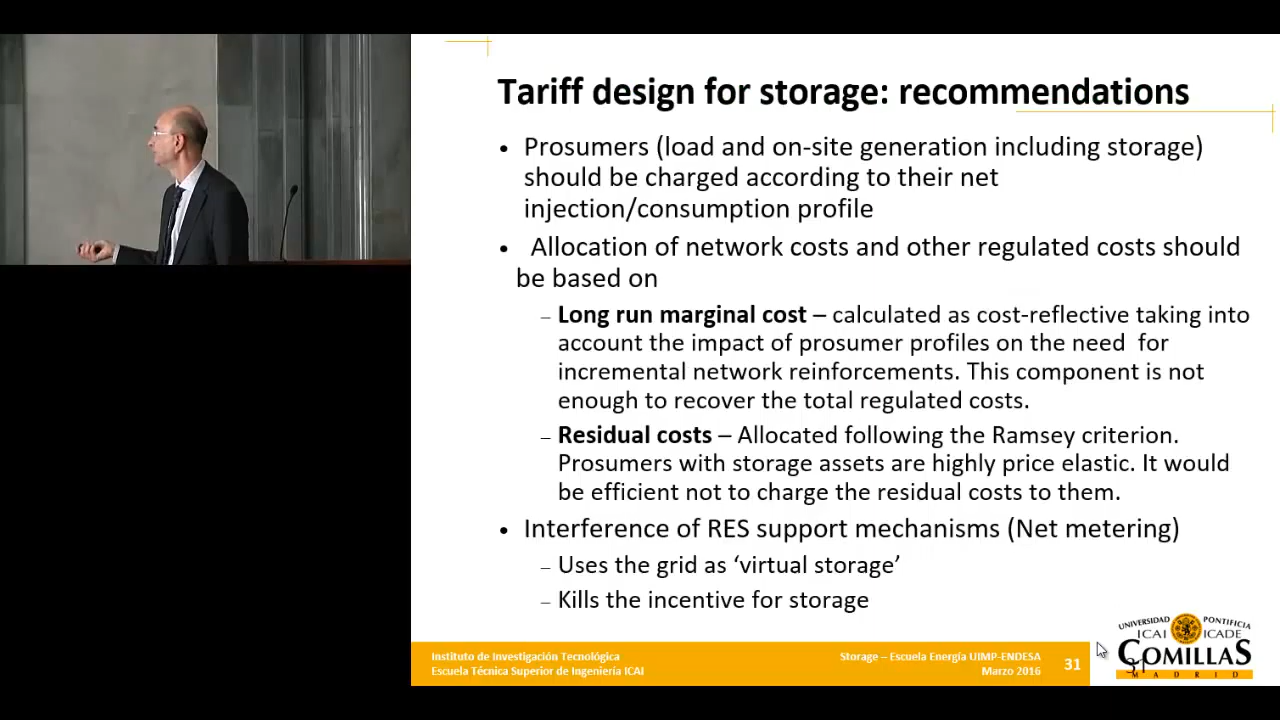 Tariff design for storage: recommendations
• Prosumers (load and on-site generation including storage)
should be charged according to their net
injection/consumption profile
• Allocation of network costs and other regulated costs should
be based on
– Long run marginal cost – calculated as cost-reflective taking into
account the impact of prosumer profiles on the need for
incremental network reinforcements. This component is not
enough to recover the total regulated costs.
– Residual costs – Allocated following the Ramsey criterion.
Prosumers with storage assets are highly price elastic. It would
be efficient not to charge the residual costs to them.
• Interference of RES support mechanisms (Net metering)
– Uses the grid as ‘virtual storage’
– Kills the incentive for storage
Instituto de Investigación Tecnológica
Escuela Técnica Superior de Ingeniería ICAI
Storage – Escuela Energía UIMP-ENDESA
Marzo 2016
31
UNIVERSIDAD PONTIFICIA
ICAI ICADE
COMILLAS
31
MADRID